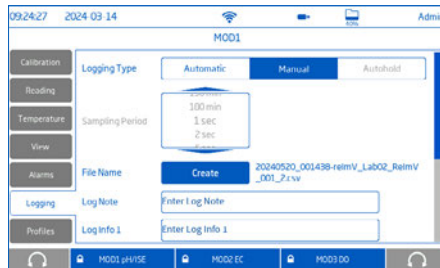 09:24:27 2024-03-14 Admi
MOD1
Calibration
Logging Type Automatic Manual Autohold
Reading
100 min
Temperature Sampling Period 1 sec
2 sec
View
Alarms File Name Create 20240520_001438-relmV_Lab02_RelmV
_001_2.csv
Logging Log Note Enter Log Note
Profiles Log Info 1 Enter Log Info 1
MOD1 pH/ISE MOD2 EC MOD3 DO